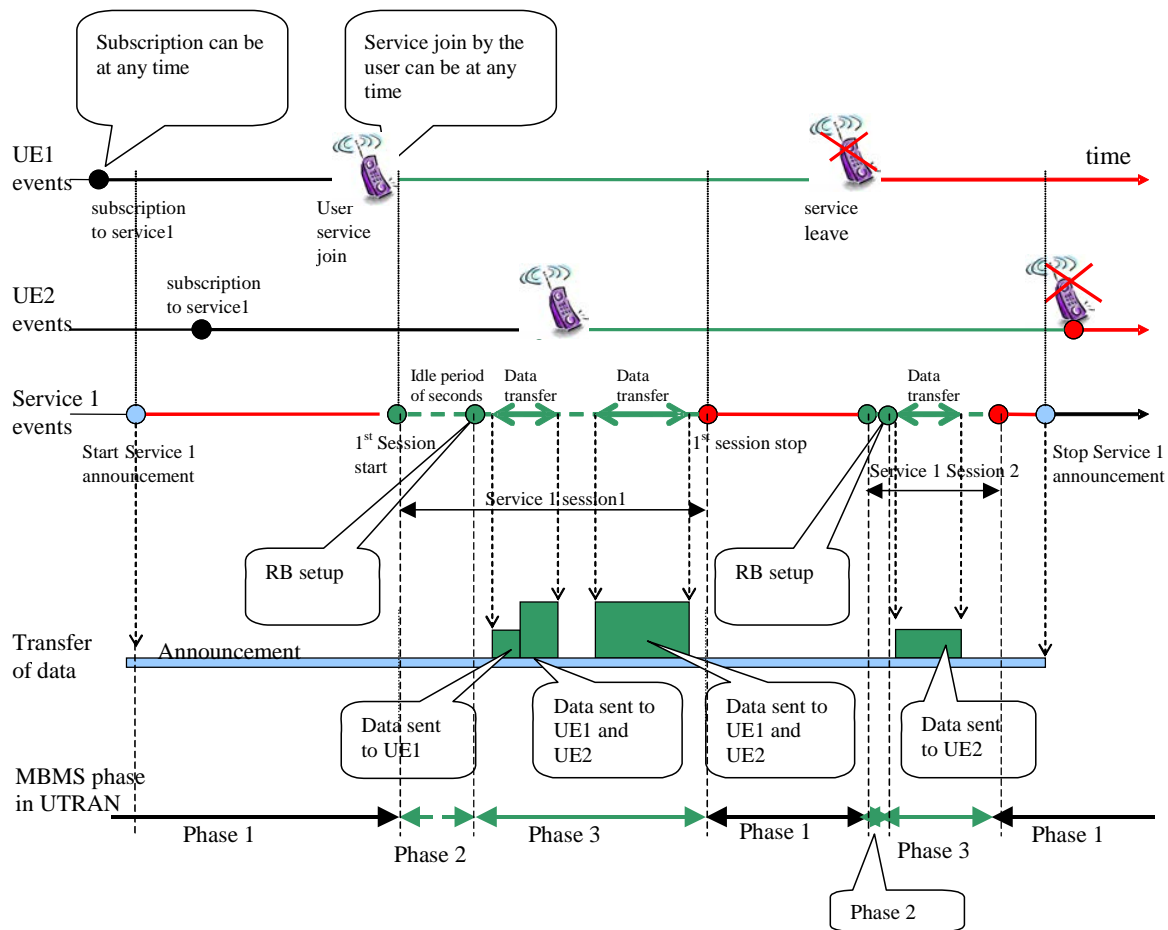 Subscription can be
at any time
Service join by the
user can be at any
time
UE1
events
time
subscription
to service1
User
service
join
service
leave
UE2
events
subscription
to service1
Service 1
events
Idle period
of seconds
Data
transfer
Data
transfer
Data
transfer
Start Service 1
announcement
1st Session
start
1st session stop
Stop Service 1
announcement
Service 1 session1
Service 1 Session 2
RB setup
RB setup
Transfer
of data
Announcement
Data sent
to UE1
Data sent to
UE1 and
UE2
Data sent to
UE1 and
UE2
Data sent
to UE2
MBMS phase
in UTRAN
Phase 1
Phase 2
Phase 3
Phase 1
Phase 3
Phase 1
Phase 2